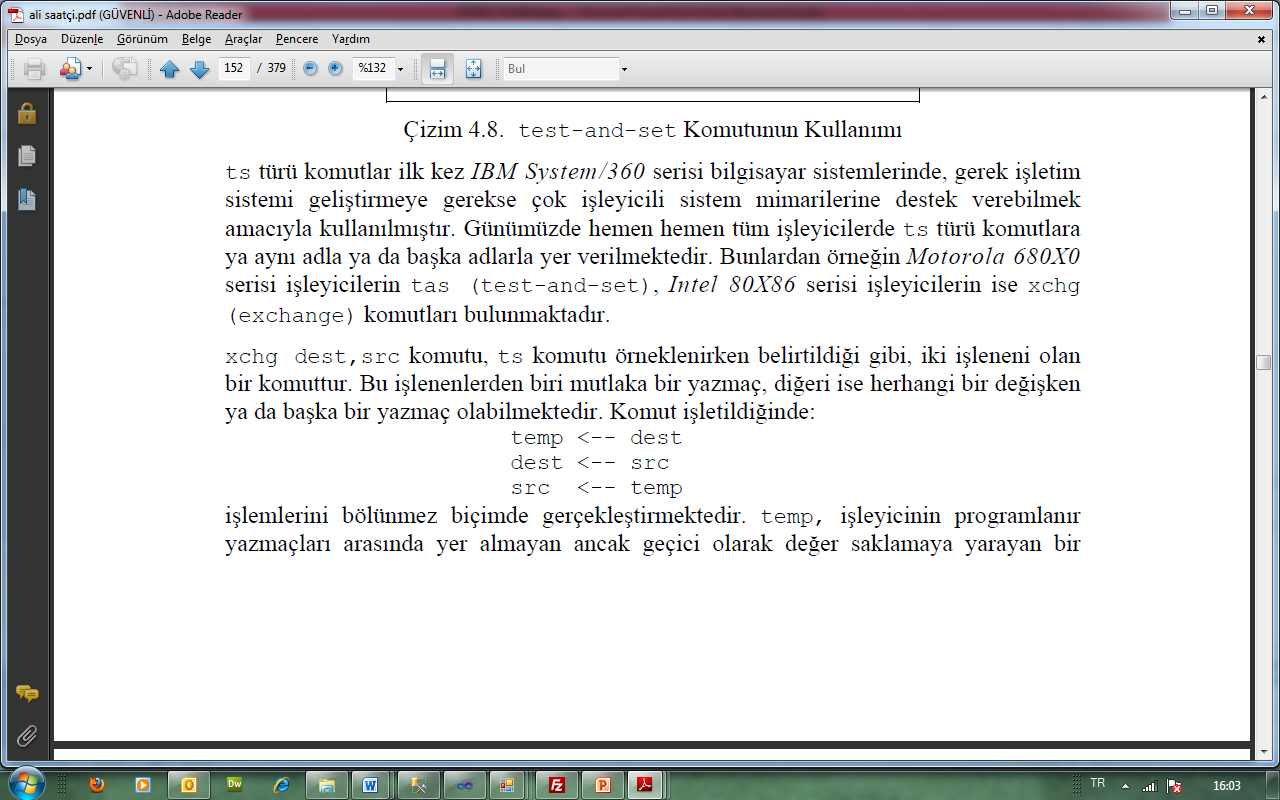 ali saatçi.pdf (GÜVENLİ) - Adobe Reader
Dosya Düzenle Görünüm Belge Araçlar Pencere Yardım
152 / 379 %132 Bul
Çizim 4.8. test-and-set Komutunun Kullanımı
ts türü komutlar ilk kez IBM System/360 serisi bilgisayar sistemlerinde, gerek işletim
sistemi geliştirmeye gerekse çok işleyicili sistem mimarilerine destek verebilmek
amacıyla kullanılmıştır. Günümüzde hemen hemen tüm işleyicilerde ts türü komutlara
ya aynı adla ya da başka adlarla yer verilmektedir. Bunlardan örneğin Motorola 680X0
serisi işleyicilerin tas (test-and-set), Intel 80X86 serisi işleyicilerin ise xchg
(exchange) komutları bulunmaktadır.
xchg dest,src komutu, ts komutu örneklenirken belirtildiği gibi, iki işleneni olan
bir komuttur. Bu işlenenlerden biri mutlaka bir yazmaç, diğeri ise herhangi bir değişken
ya da başka bir yazmaç olabilmektedir. Komut işletildiğinde:
temp <-- dest
dest <-- src
src <-- temp
işlemlerini bölünmez biçimde gerçekleştirmektedir. temp, işleyicinin programlanır
yazmaçları arasında yer almayan ancak geçici olarak değer saklamaya yarayan bir
Dw
TR 16:03